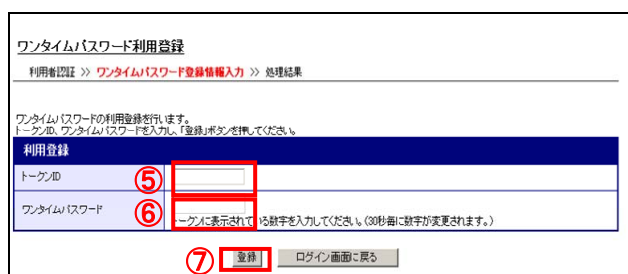 ワンタイムパスワード利用登録
利用者認証 >> ワンタイムパスワード登録情報入力 >> 処理結果
ワンタイムパスワードの利用登録を行います。
トークンID、ワンタイムパスワードを入力し、「登録」ボタンを押してください。
利用登録
トークンID ⑤
ワンタイムパスワード ⑥
トークンに表示されている数字を入力してください。(30秒毎に数字が変更されます。)
⑦ 登録 ログイン画面に戻る